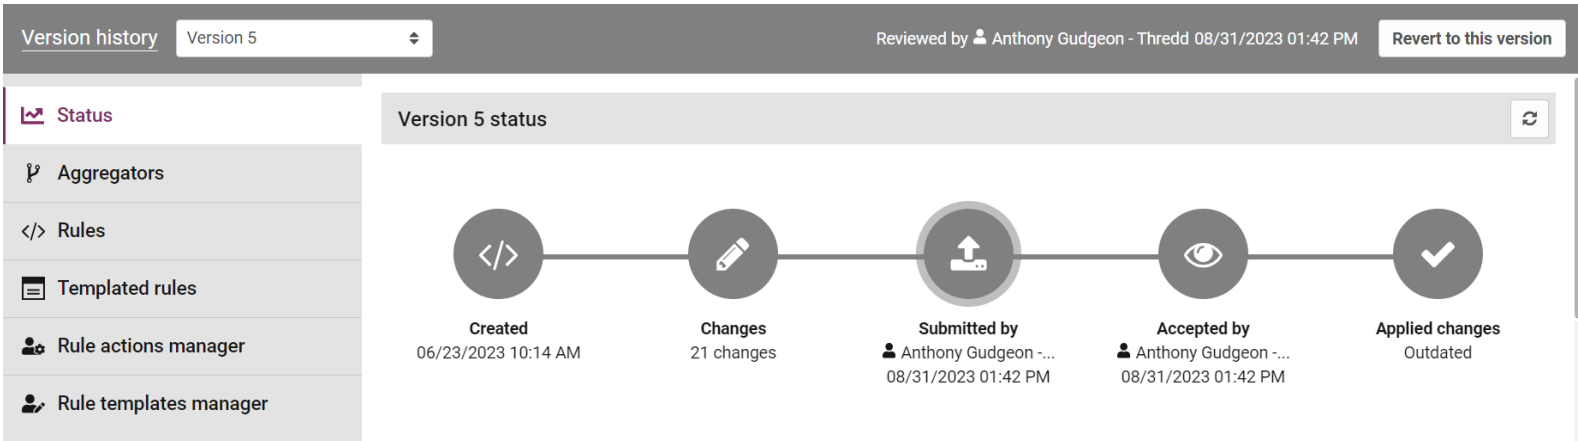 Version history
Version 5
Reviewed by Anthony Gudgeon - Thredd 08/31/2023 01:42 PM
Revert to this version
Status
Aggregators
Rules
Templated rules
Rule actions manager
Rule templates manager
Version 5 status
Created
06/23/2023 10:14 AM
Changes
21 changes
Submitted by
Anthony Gudgeon -...
08/31/2023 01:42 PM
Accepted by
Anthony Gudgeon -...
08/31/2023 01:42 PM
Applied changes
Outdated